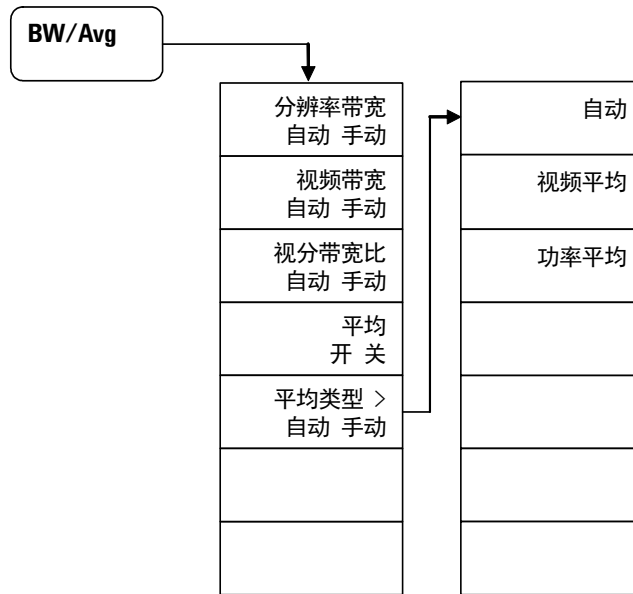 BW/Avg
分辨率带宽
自动 手动
视频带宽
自动 手动
视分带宽比
自动 手动
平均
开 关
平均类型 >
自动 手动
自动
视频平均
功率平均